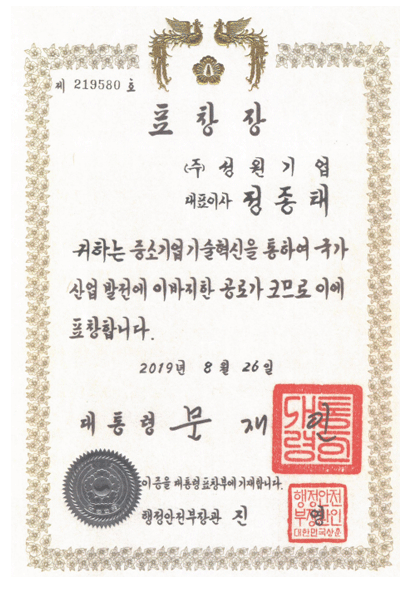 제 219580 호
표 창 장
(주) 성 원 기 업
대표이사 정 종 태
귀하는 중소기업 기술혁신을 통하여 국가
산업 발전에 이바지한 공로가 크므로 이에
표창합니다.
2019년 8 월 26 일
대 통 령 문 재 인
대통령의인
이 증을 대통령표창부에 기재합니다.
행정안전부장관 진 영
행정안전
부장관인